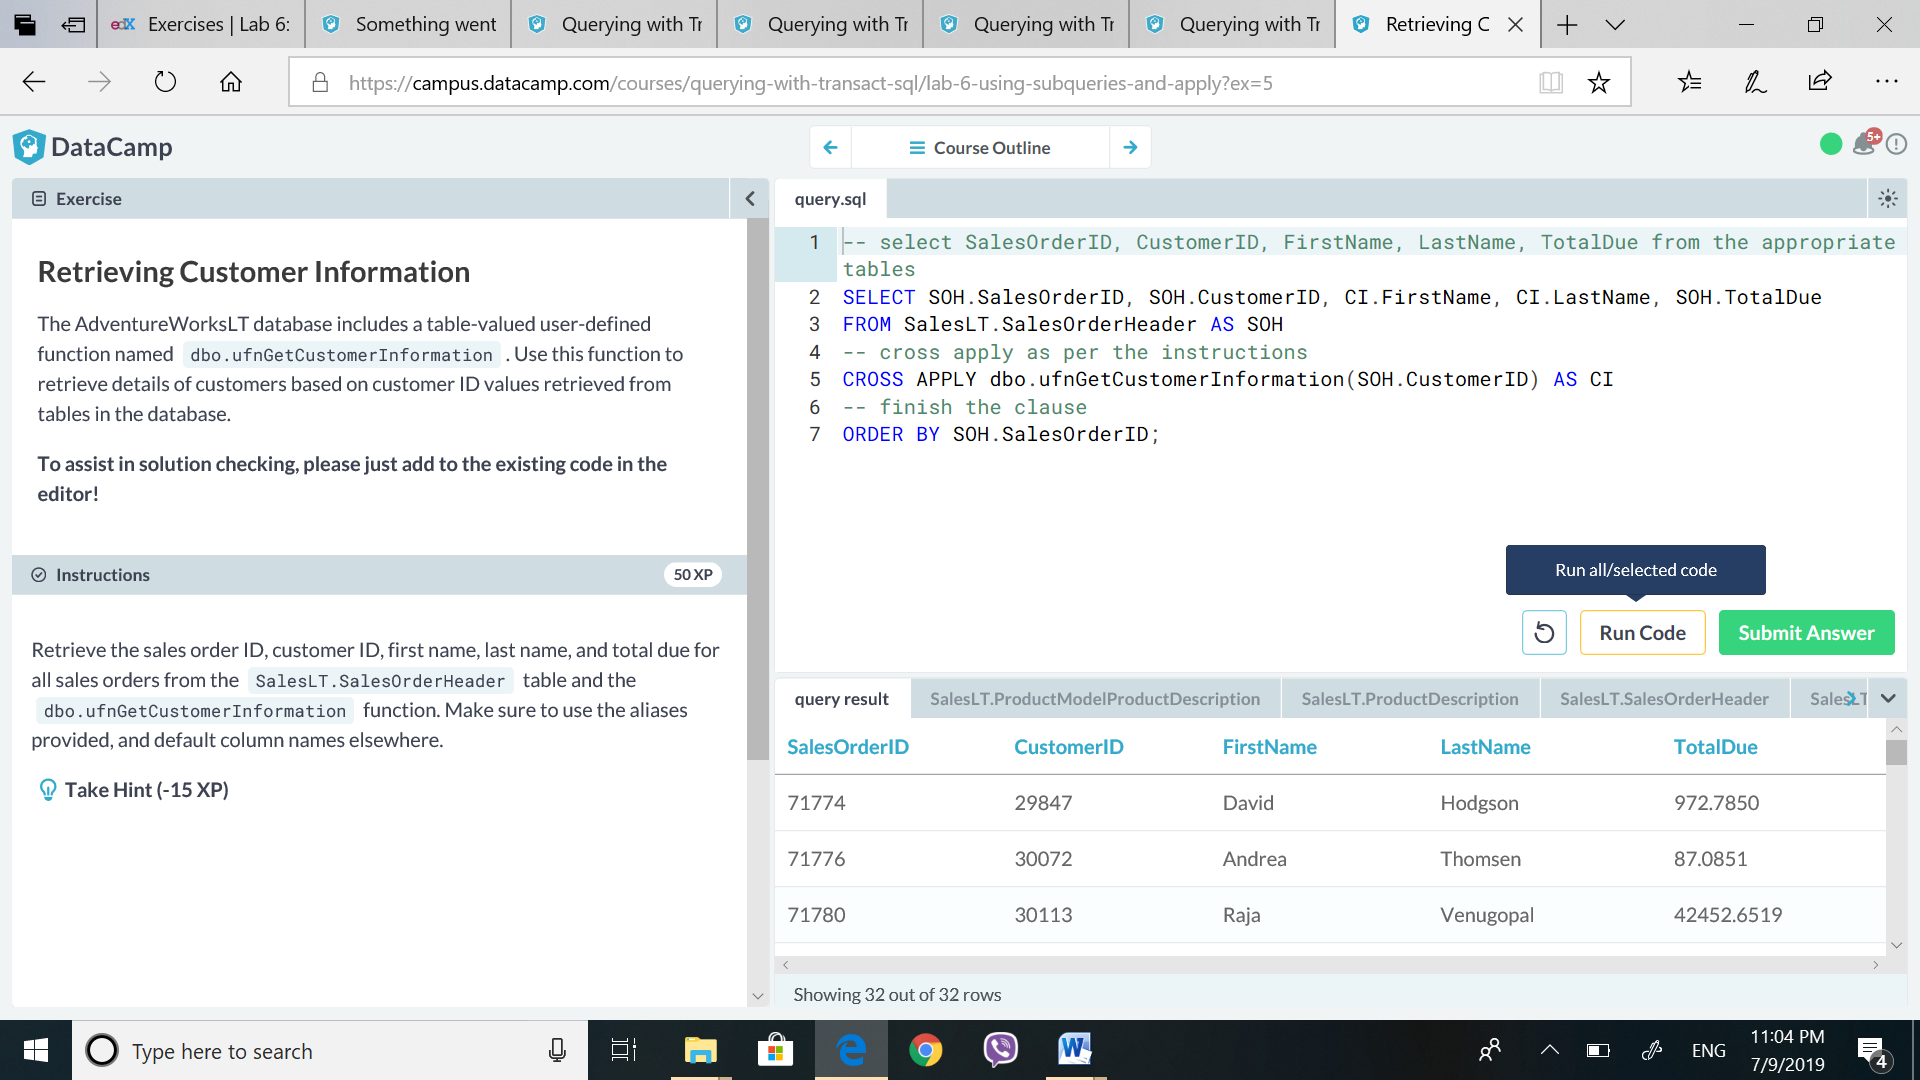 Exercises | Lab 6:
Something went
Querying with Tr
Querying with Tr
Querying with Tr
Querying with Tr
Retrieving C
https://campus.datacamp.com/courses/querying-with-transact-sql/lab-6-using-subqueries-and-apply?ex=5
DataCamp
Course Outline
5+
Exercise
Retrieving Customer Information
The AdventureWorksLT database includes a table-valued user-defined
function named dbo.ufnGetCustomerInformation . Use this function to
retrieve details of customers based on customer ID values retrieved from
tables in the database.
To assist in solution checking, please just add to the existing code in the
editor!
Instructions
50 XP
Retrieve the sales order ID, customer ID, first name, last name, and total due for
all sales orders from the SalesLT.SalesOrderHeader table and the
dbo.ufnGetCustomerInformation function. Make sure to use the aliases
provided, and default column names elsewhere.
Take Hint (-15 XP)
query.sql
1 -- select SalesOrderID, CustomerID, FirstName, LastName, TotalDue from the appropriate
tables
2 SELECT SOH.SalesOrderID, SOH.CustomerID, CI.FirstName, CI.LastName, SOH.TotalDue
3 FROM SalesLT.SalesOrderHeader AS SOH
4 -- cross apply as per the instructions
5 CROSS APPLY dbo.ufnGetCustomerInformation(SOH.CustomerID) AS CI
6 -- finish the clause
7 ORDER BY SOH.SalesOrderID;
Run all/selected code
Run Code
Submit Answer
query result
SalesLT.ProductModelProductDescription
SalesLT.ProductDescription
SalesLT.SalesOrderHeader
SalesLT
SalesOrderID CustomerID FirstName LastName TotalDue
71774 29847 David Hodgson 972.7850
71776 30072 Andrea Thomsen 87.0851
71780 30113 Raja Venugopal 42452.6519
Showing 32 out of 32 rows
Type here to search
ENG
11:04 PM
7/9/2019
4